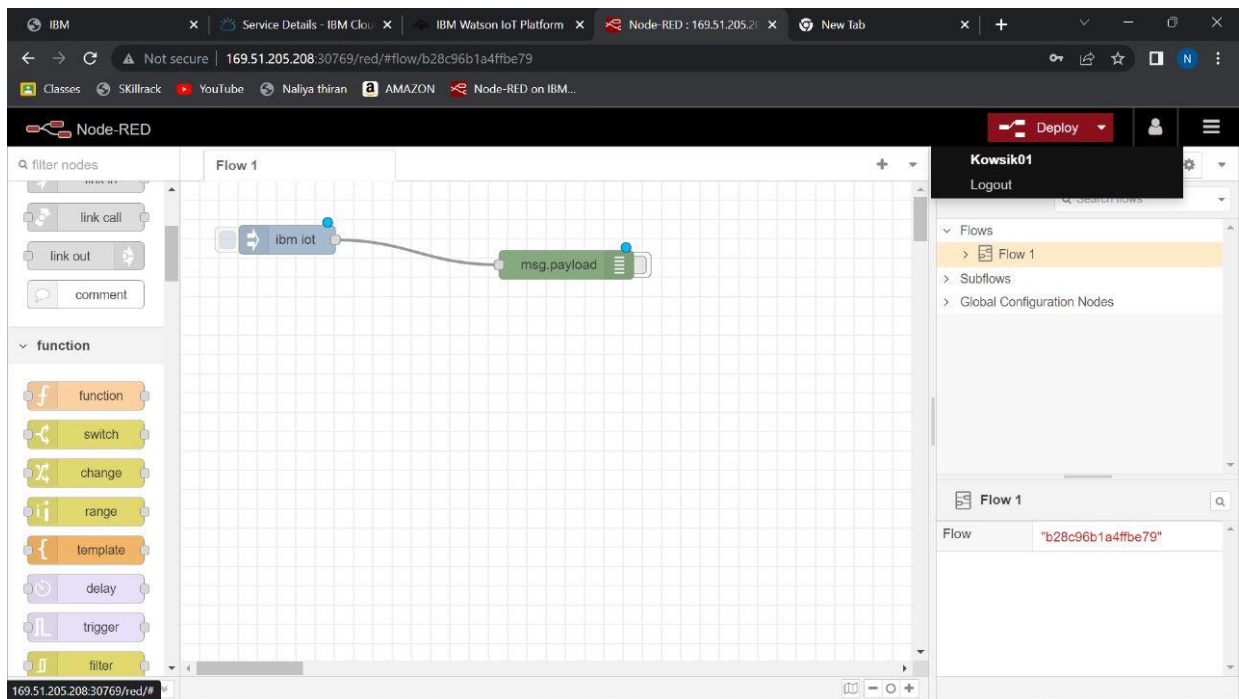 IBM
Service Details - IBM Clou
IBM Watson IoT Platform
Node-RED : 169.51.205.20
New Tab
Not secure
169.51.205.208:30769/red/#flow/b28c96b1a4ffbe79
N
Classes
SKillrack
YouTube
Naliya thiran
a AMAZON
Node-RED on IBM...
Node-RED
Deploy
filter nodes
Flow 1
Kowsik01
Logout
link call
Search flows
ibm iot
Flows
link out
msg.payload
Flow 1
Subflows
comment
Global Configuration Nodes
function
function
switch
change
range
Flow 1
template
Flow
"b28c96b1a4ffbe79"
delay
trigger
filter
169.51.205.208:30769/red/#